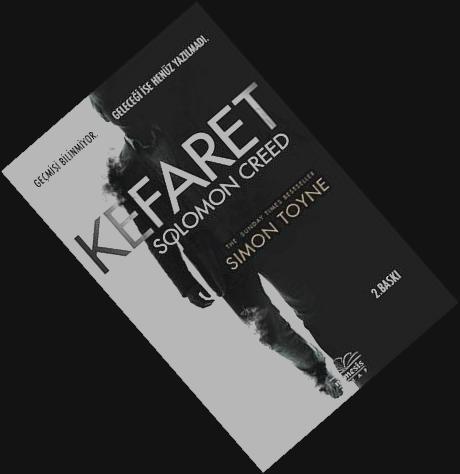 GEÇMİŞİ BİLİNMİYOR. GELECEĞİ İSE HENÜZ YAZILMADI.
KEFARET
SOLOMON CREED
THE SUNDAY TIMES BESTSELLER
SIMON TOYNE
2.BASKI